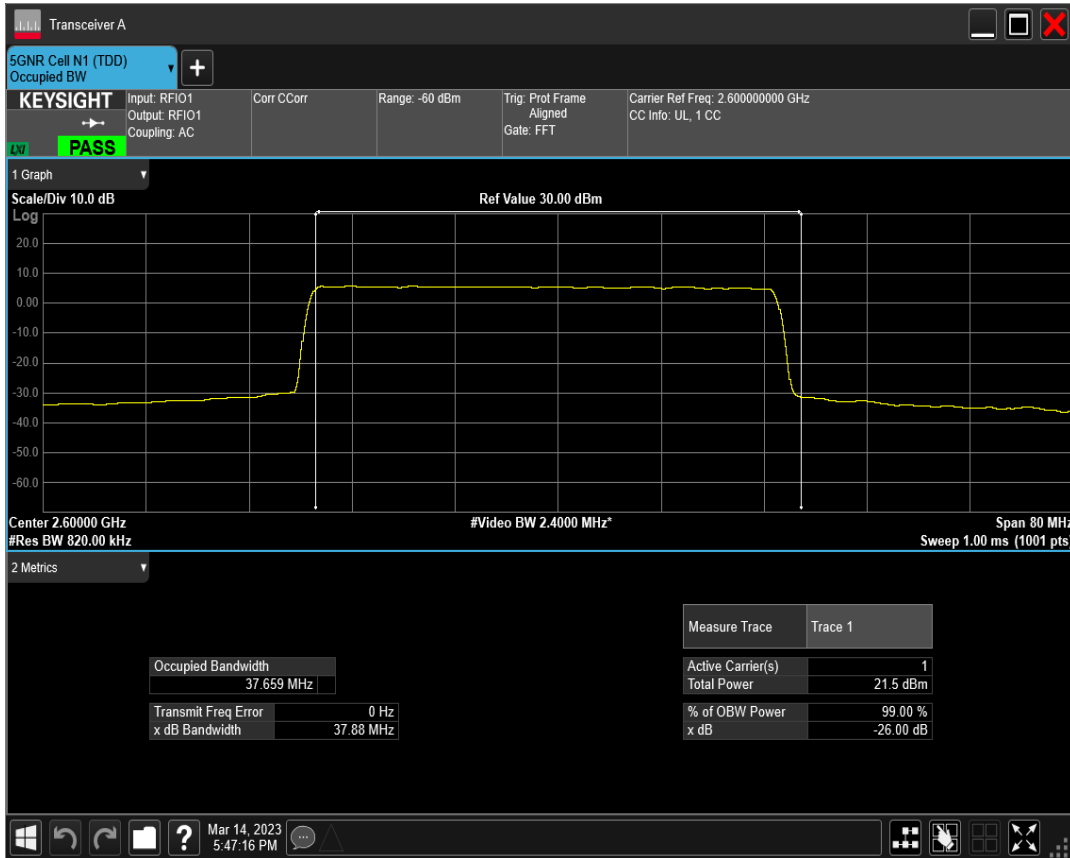 Transceiver A
5GNR Cell N1 (TDD)
Occupied BW
+
KEYSIGHT
LXI
PASS
Input: RFIO1
Output: RFIO1
Coupling: AC
Corr CCorr
Range: -60 dBm
Trig: Prot Frame
Aligned
Gate: FFT
Carrier Ref Freq: 2.600000000 GHz
CC Info: UL, 1 CC
1 Graph
Scale/Div 10.0 dB
Ref Value 30.00 dBm
Log
20.0
10.0
0.00
-10.0
-20.0
-30.0
-40.0
-50.0
-60.0
Center 2.60000 GHz
#Video BW 2.4000 MHz*
Span 80 MHz
#Res BW 820.00 kHz
Sweep 1.00 ms (1001 pts)
2 Metrics
Measure Trace Trace 1
Occupied Bandwidth
37.659 MHz
Active Carrier(s) 1
Total Power 21.5 dBm
Transmit Freq Error 0 Hz
x dB Bandwidth 37.88 MHz
% of OBW Power 99.00 %
x dB -26.00 dB
?
Mar 14, 2023
5:47:16 PM